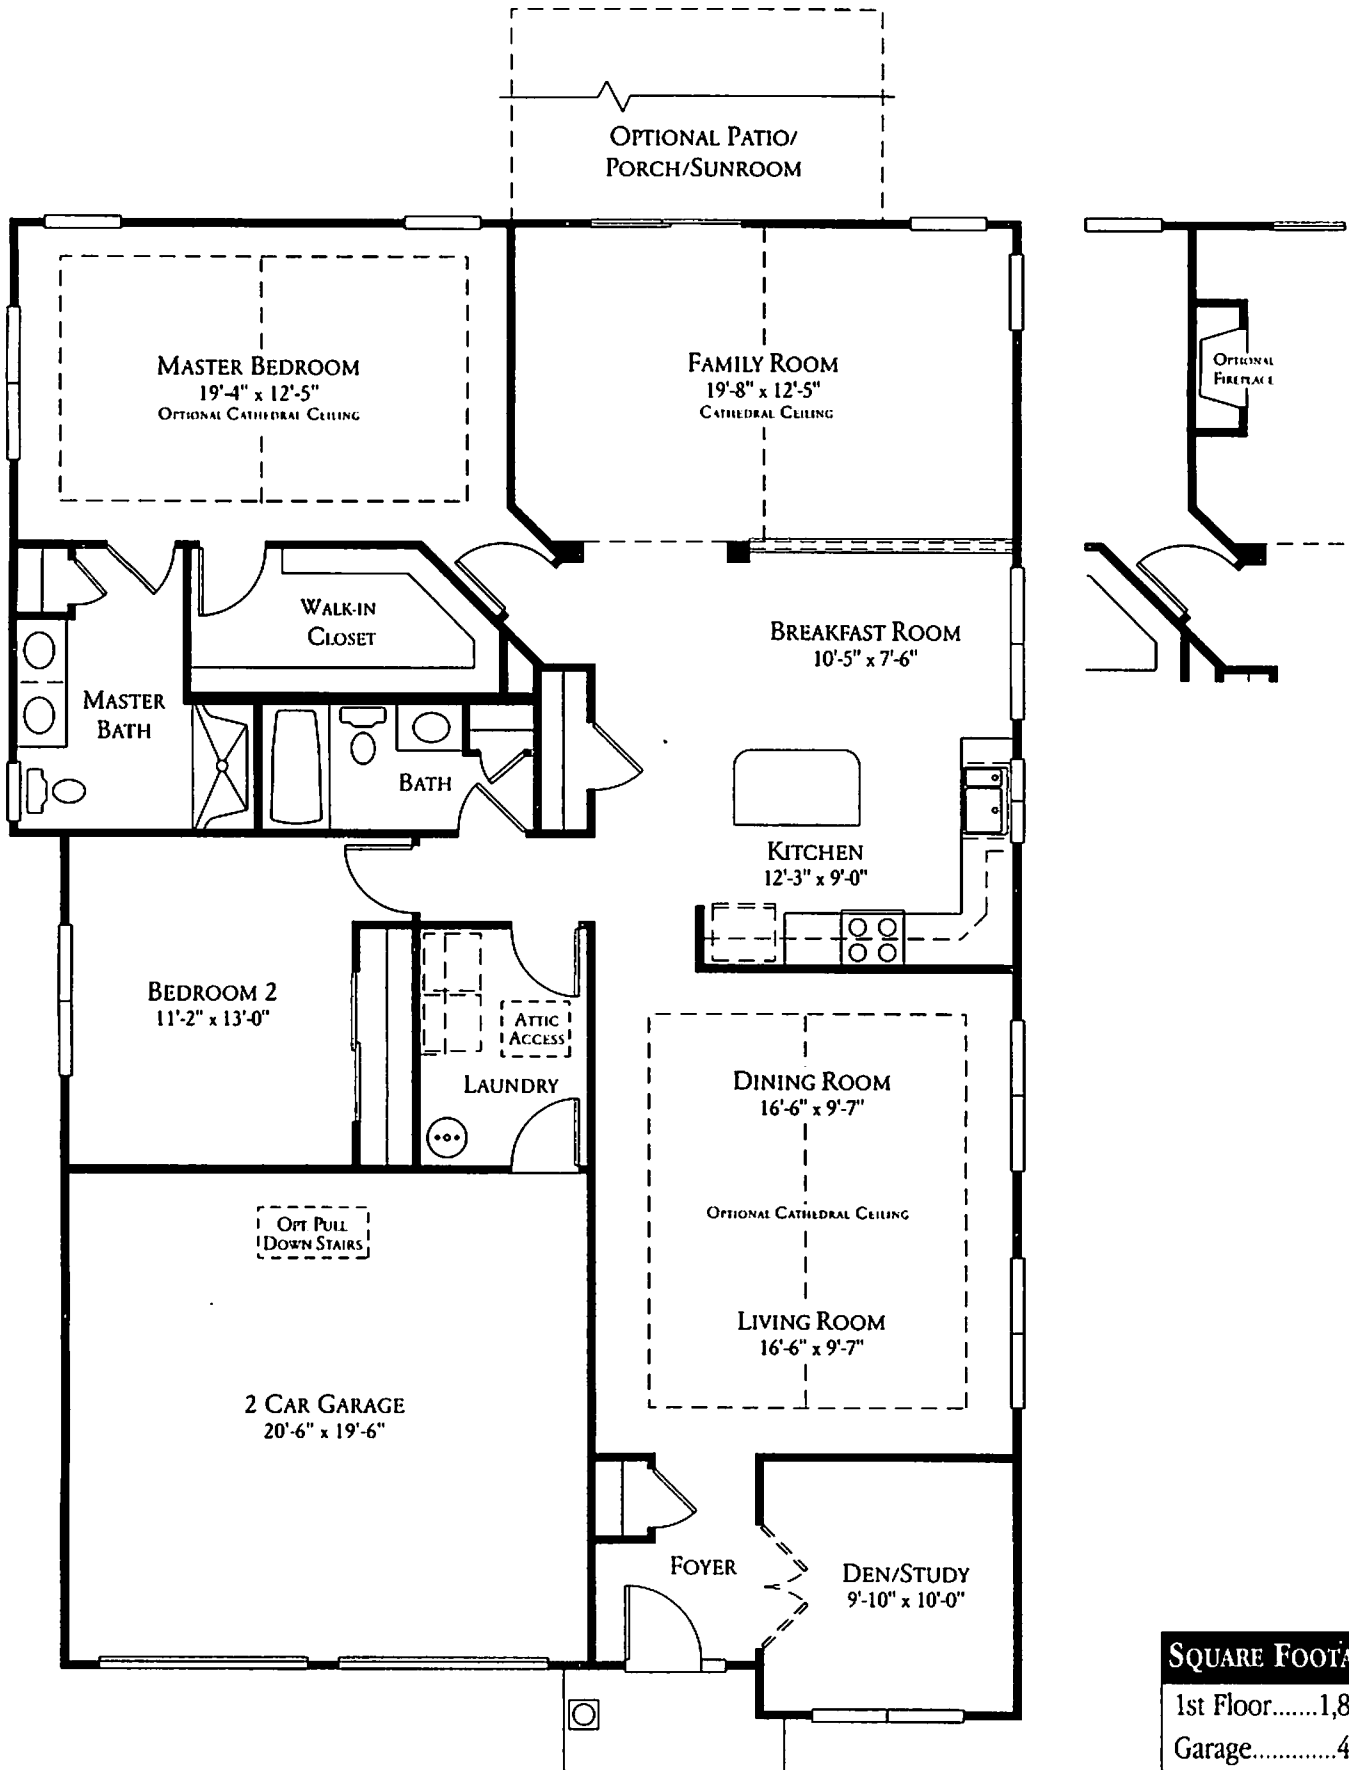 OPTIONAL PATIO/
PORCH/SUNROOM
MASTER BEDROOM
19'-4" x 12'-5"
OPTIONAL CATHEDRAL CEILING
FAMILY ROOM
19'-8" x 12'-5"
CATHEDRAL CEILING
OPTIONAL
FIREPLACE
WALK-IN
CLOSET
BREAKFAST ROOM
10'-5" x 7'-6"
MASTER
BATH
BATH
KITCHEN
12'-3" x 9'-0"
BEDROOM 2
11'-2" x 13'-0"
ATTIC
ACCESS
LAUNDRY
DINING ROOM
16'-6" x 9'-7"
OPTIONAL CATHEDRAL CEILING
OPT PULL
DOWN STAIRS
LIVING ROOM
16'-6" x 9'-7"
2 CAR GARAGE
20'-6" x 19'-6"
FOYER
DEN/STUDY
9'-10" x 10'-0"
SQUARE
1st Floor.......1,8
Garage.............4